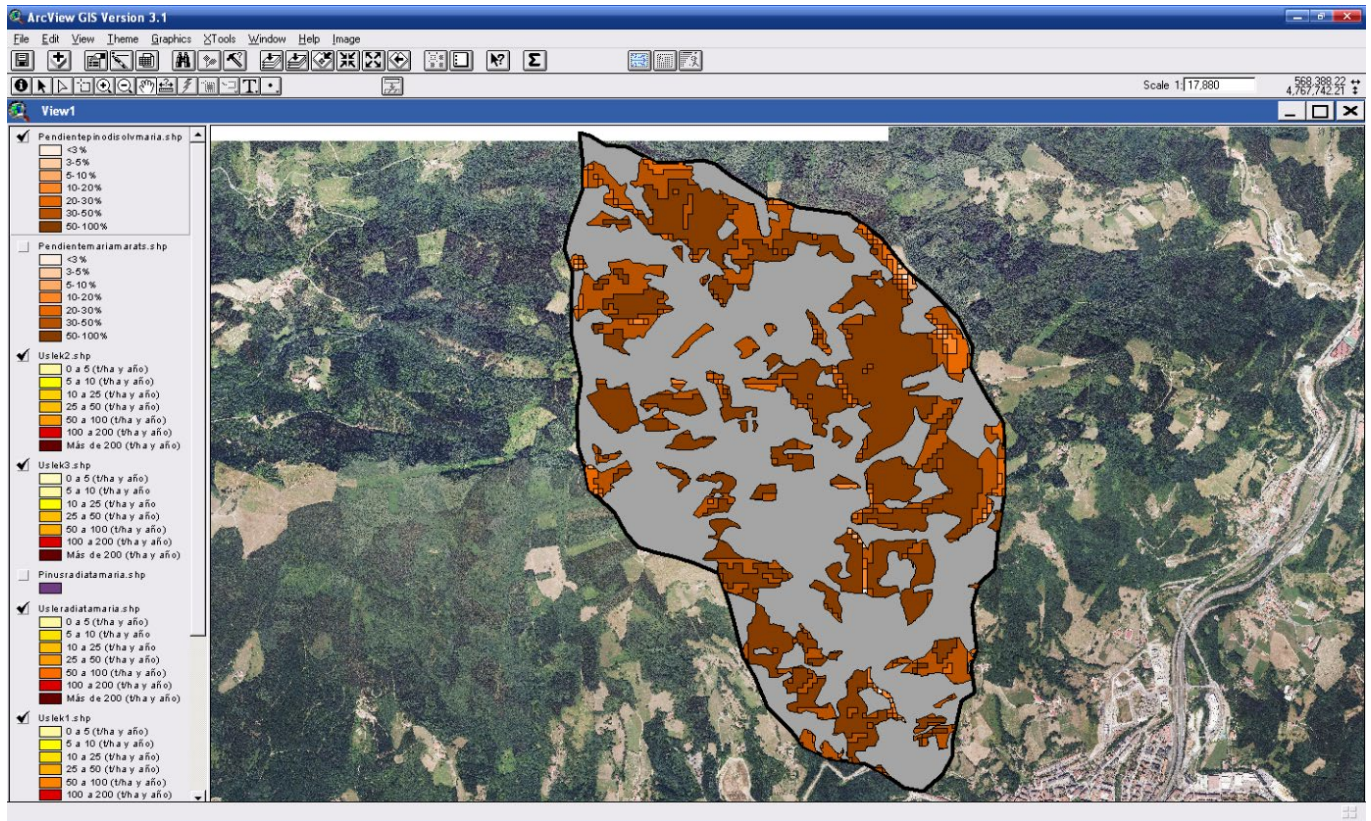 ArcView GIS Version 3.1
File Edit View Theme Graphics XTools Window Help Image
Scale 1: 17,880
568,388.22
4,767,742.21
View1
Pendientepinodisolvmaria.shp
<3%
3-5%
5-10%
10-20%
20-30%
30-50%
50-100%
Pendientemariamarats.shp
<3%
3-5%
5-10%
10-20%
20-30%
30-50%
50-100%
Uslek2.shp
0 a 5 (t/ha y año)
5 a 10 (t/ha y año)
10 a 25 (t/ha y año)
25 a 50 (t/ha y año)
50 a 100 (t/ha y año)
100 a 200 (t/ha y año)
Más de 200 (t/ha y año)
Uslek3.shp
0 a 5 (t/ha y año)
5 a 10 (t/ha y año
10 a 25 (t/ha y año)
25 a 50 (t/ha y año)
50 a 100 (t/ha y año)
100 a 200 (t/ha y año)
Más de 200 (t/ha y año)
Pinusradiatamaria.shp
Usleradiatamaria.shp
0 a 5 (t/ha y año)
5 a 10 (t/ha y año
10 a 25 (t/ha y año
25 a 50 (t/ha y año)
50 a 100 (t/ha y año)
100 a 200 (t/ha y año)
Más de 200 (t/ha y año)
Uslek1.shp
0 a 5 (t/ha y año)
5 a 10 (t/ha y año)
10 a 25 (t/ha y año)
25 a 50 (t/ha y año)
50 a 100 (t/ha y año)
100 a 200 (t/ha y año)